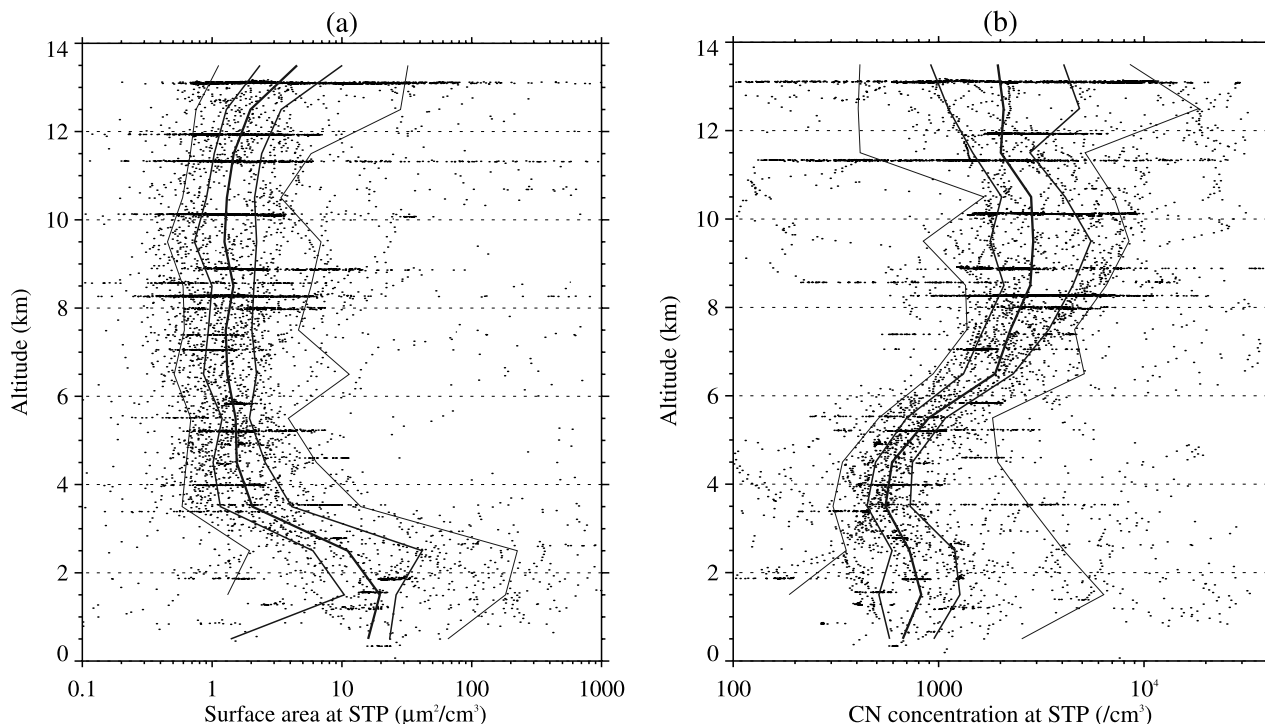 (a)
14
12
10
8
6
4
2
0
Altitude (km)
0.1 1 10 100 1000
Surface area at STP (μm²/cm³)
(b)
14
12
10
8
6
4
2
0
Altitude (km)
100 1000 10⁴
CN concentration at STP (/cm³)